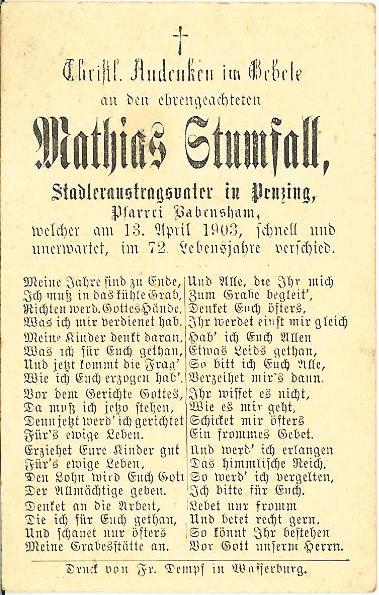 Christl. Andenken im Gebete
an den ehrengeachteten
Mathias Stumfall,
Stadleraustragsvater in Penzing,
Pfarrei Babensham,
welcher am 13. April 1903, schnell und
unerwartet, im 72. Lebensjahre verschied.
Meine Jahre sind zu Ende,
Ich muß in das kühle Grab,
Richten werd. Gottes Hände,
Was ich mir verdienet hab.
Meine Kinder denkt daran,
Was ich für Euch gethan,
Und jetzt kommt die Frag'
Wie ich Euch erzogen hab'.
Vor dem Gerichte Gottes,
Da muß ich jetzo stehen,
Denn jetzt werd' ich gerichtet
Für's ewige Leben.
Erziehet Eure Kinder gut
Für's ewige Leben,
Den Lohn wird Euch Gott
Der Allmächtige geben.
Denket an die Arbeit,
Die ich für Euch gethan,
Und schauet nur öfters
Meine Grabesstätte an.
Und Alle, die Ihr mich
Zum Grabe begleit',
Denket Euch öfters,
Ihr werdet einst mir gleich
Hab' ich Euch Allen
Etwas Leids gethan,
So bitt ich Euch Alle,
Verzeihet mir's dann.
Ihr wisset es nicht,
Wie es mir geht,
Schicket mir öfters
Ein frommes Gebet.
Und werd' ich erlangen
Das himmlische Reich,
So werd' ich vergelten,
Ich bitte für Euch.
Lebet nur fromm
Und betet recht gern,
So könnt Ihr bestehen
Vor Gott unserm Herrn.
Druck von Fr. Dempf in Wasserburg.